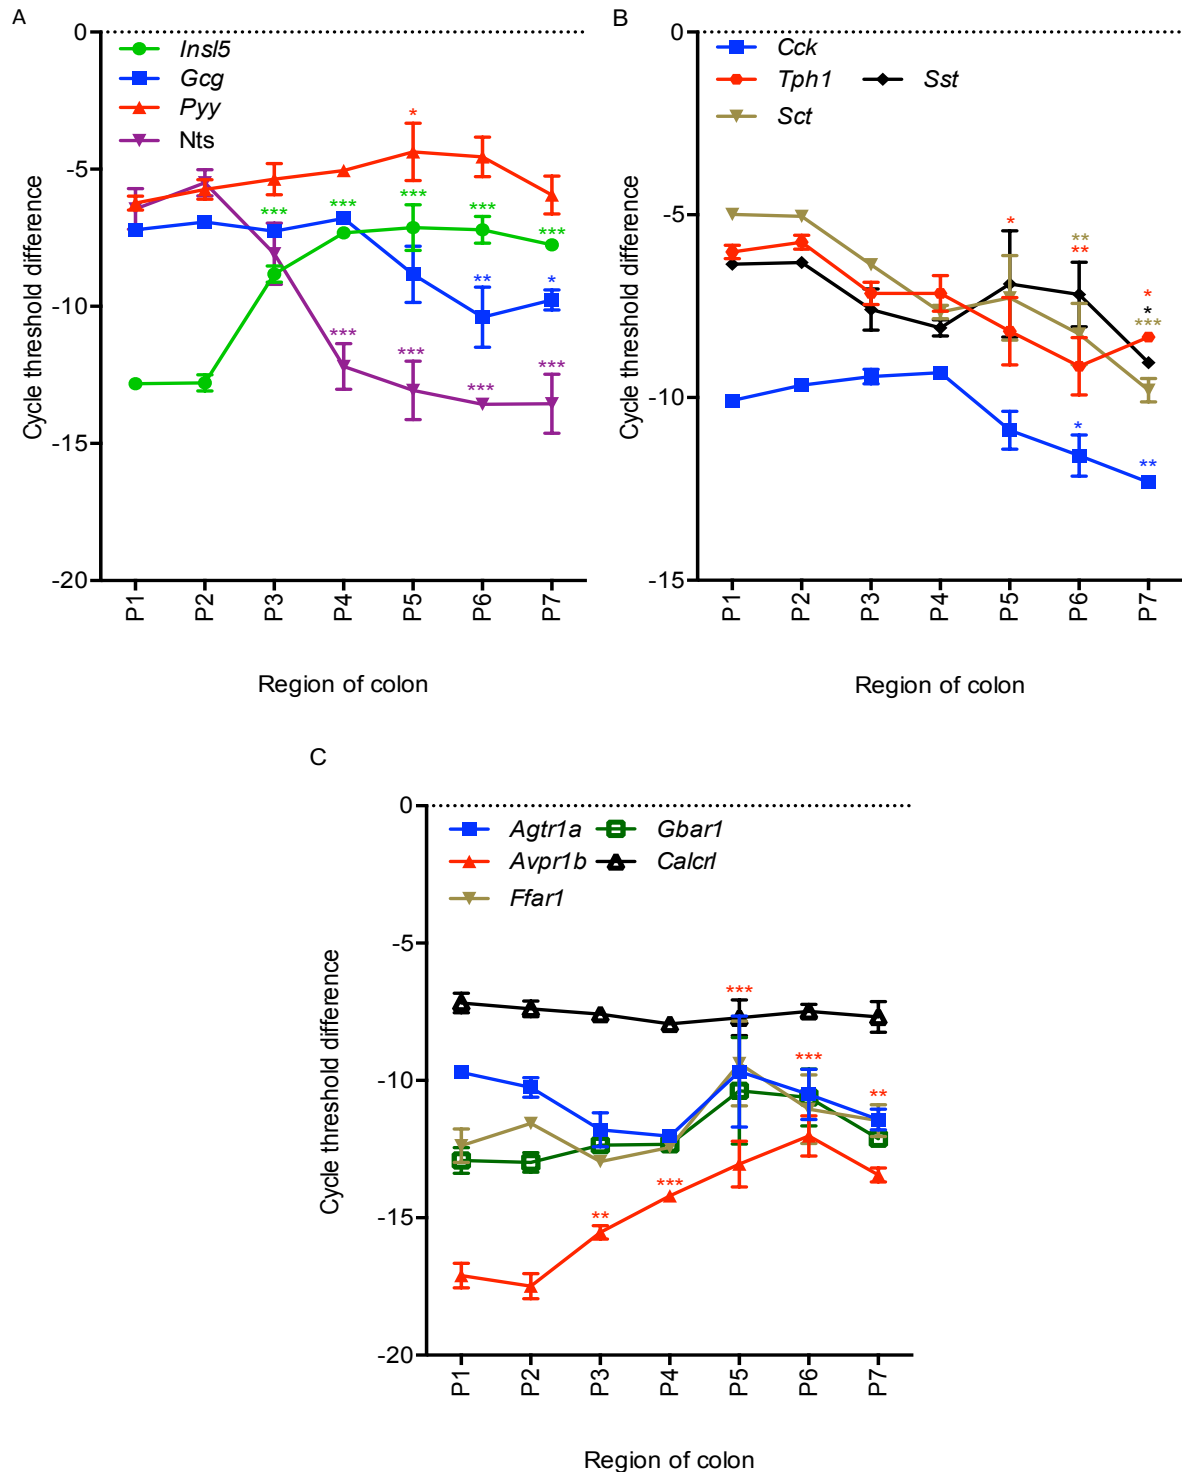 A
0
-5
-10
-15
-20
Cycle threshold difference
Insl5
Gcg
Pyy
Nts
*
*** *** *** *** ***
** *
*** *** *** ***
P1 P2 P3 P4 P5 P6 P7
Region of colon
B
0
-5
-10
-15
Cycle threshold difference
Cck
Tph1 Sst
Sct
*
**
**
*
*
***
*
**
P1 P2 P3 P4 P5 P6 P7
Region of colon
C
0
-5
-10
-15
-20
Cycle threshold difference
Agtr1a Gbar1
Avpr1b Calcrl
Ffar1
** *** *** *** **
P1 P2 P3 P4 P5 P6 P7
Region of colon